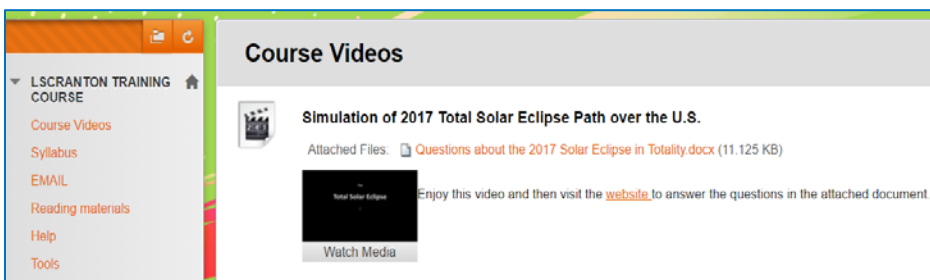 LSCRANTON TRAINING
COURSE
Course Videos
Syllabus
EMAIL
Reading materials
Help
Tools
Course Videos
Simulation of 2017 Total Solar Eclipse Path over the U.S.
Attached Files: Questions about the 2017 Solar Eclipse in Totality.docx (11.125 KB)
The
Total Solar Eclipse
Enjoy this video and then visit the website to answer the questions in the attached document.
Watch Media